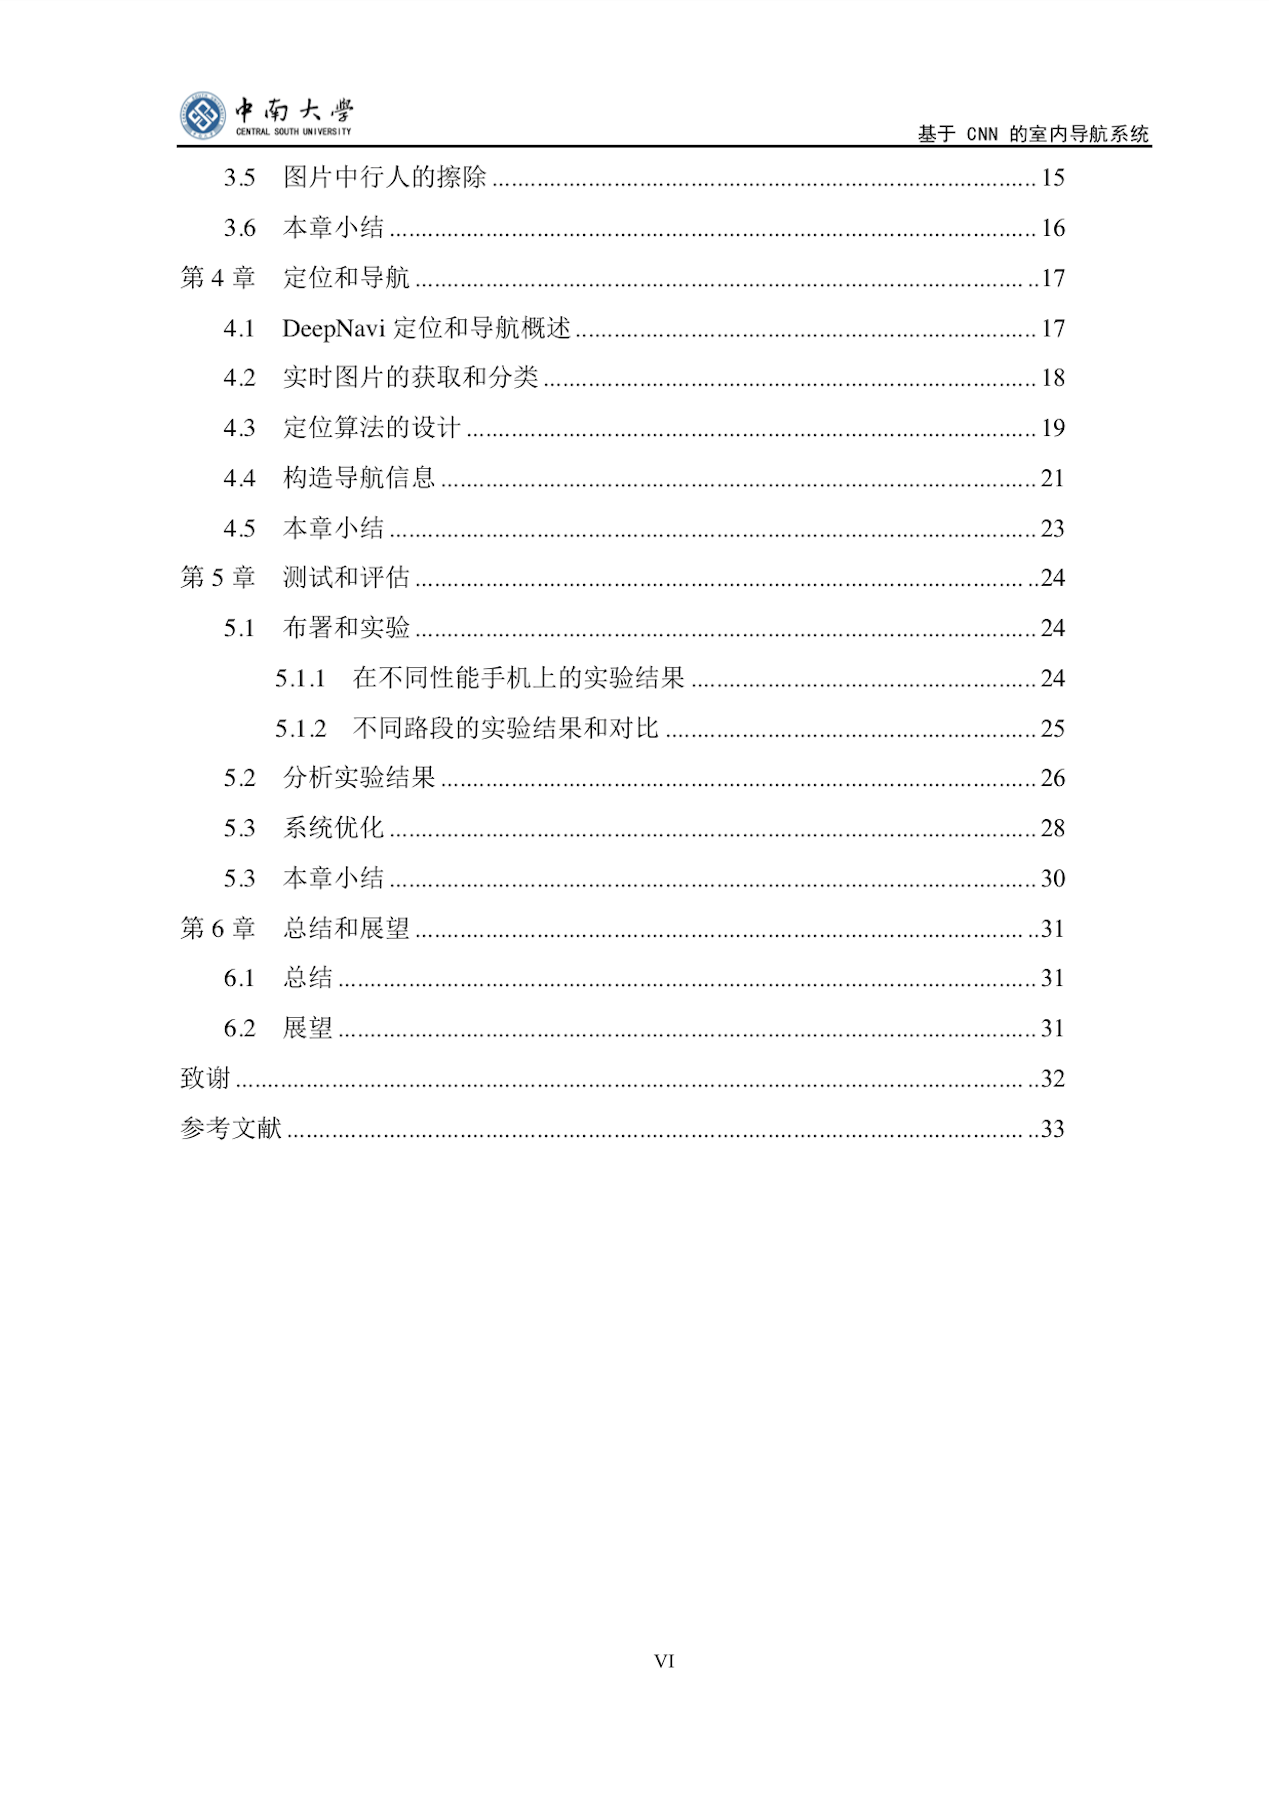 中南大学
CENTRAL SOUTH UNIVERSITY
基于 CNN 的室内导航系统
3.5 图片中行人的擦除 ........ 15
3.6 本章小结 ........ 16
第 4 章 定位和导航 ........ 17
4.1 DeepNavi 定位和导航概述 ........ 17
4.2 实时图片的获取和分类 ........ 18
4.3 定位算法的设计 ........ 19
4.4 构造导航信息 ........ 21
4.5 本章小结 ........ 23
第 5 章 测试和评估 ........ 24
5.1 布署和实验 ........ 24
5.1.1 在不同性能手机上的实验结果 ........ 24
5.1.2 不同路段的实验结果和对比 ........ 25
5.2 分析实验结果 ........ 26
5.3 系统优化 ........ 28
5.3 本章小结 ........ 30
第 6 章 总结和展望 ........ 31
6.1 总结 ........ 31
6.2 展望 ........ 31
致谢 ........ 32
参考文献 ........ 33
VI